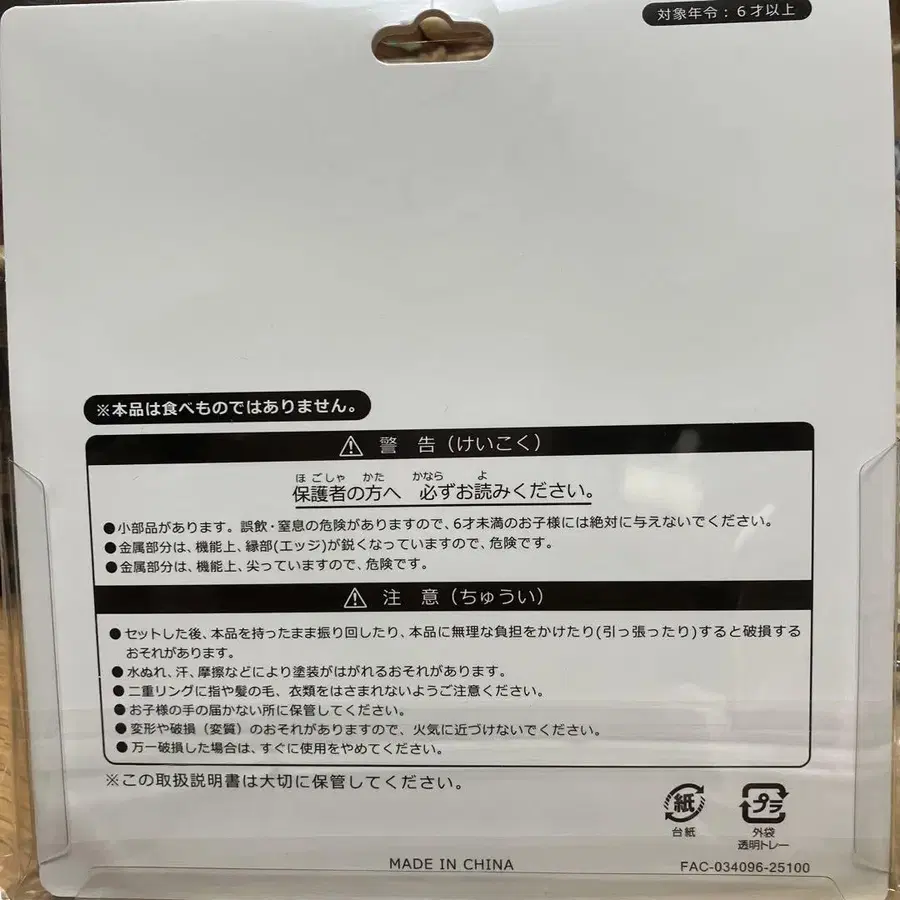 対象年令：６才以上
※本品は食べものではありません。
⚠ 警　告（けいこく）
ほごしゃ　かた　かなら　よ
保護者の方へ　必ずお読みください。
●小部品があります。誤飲・窒息の危険がありますので、6才未満のお子様には絶対に与えないでください。
●金属部分は、機能上、縁部(エッジ)が鋭くなっていますので、危険です。
●金属部分は、機能上、尖っていますので、危険です。
⚠ 注　意（ちゅうい）
●セットした後、本品を持ったまま振り回したり、本品に無理な負担をかけたり(引っ張ったり)すると破損する
おそれがあります。
●水ぬれ、汗、摩擦などにより塗装がはがれるおそれがあります。
●二重リングに指や髪の毛、衣類をはさまれないようご注意ください。
●お子様の手の届かない所に保管してください。
●変形や破損（変質）のおそれがありますので、火気に近づけないでください。
●万一破損した場合は、すぐに使用をやめてください。
※この取扱説明書は大切に保管してください。
紙
台紙
プラ
外袋
透明トレー
MADE IN CHINA
FAC-034096-25100